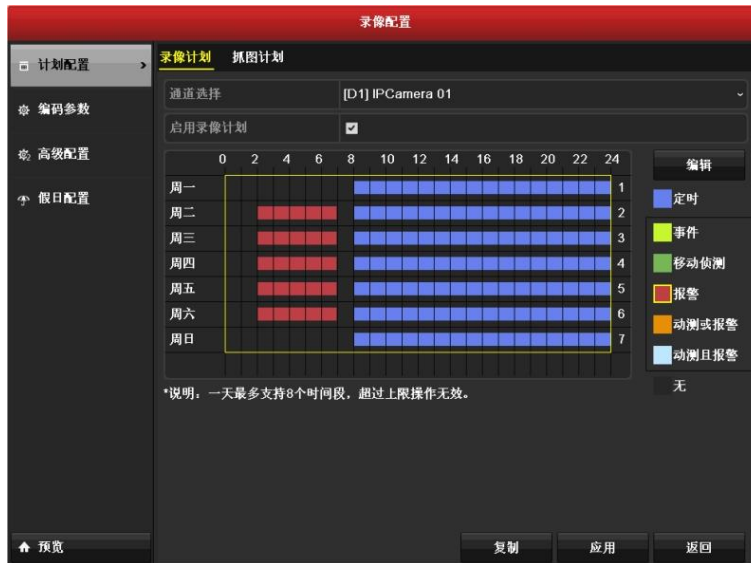 录像配置
计划配置
编码参数
高级配置
假日配置
录像计划 抓图计划
通道选择 [D1] IPCamera 01
启用录像计划
0 2 4 6 8 10 12 14 16 18 20 22 24
周一 1
周二 2
周三 3
周四 4
周五 5
周六 6
周日 7
编辑
定时
事件
移动侦测
报警
动测或报警
动测且报警
无
*说明：一天最多支持8个时间段，超过上限操作无效。
预览
复制 应用 返回